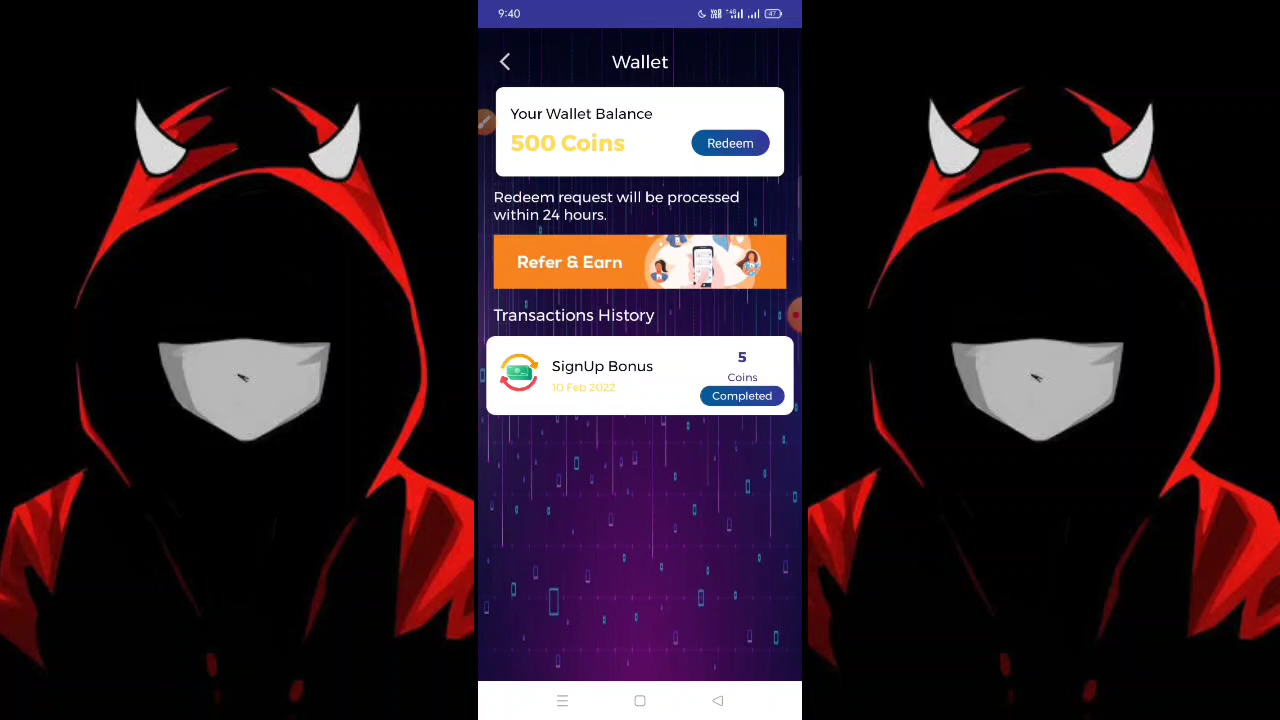 9:40
47
Wallet
Your Wallet Balance
500 Coins
Redeem
Redeem request will be processed
within 24 hours.
Refer & Earn
Transactions History
SignUp Bonus
10 Feb 2022
5
Coins
Completed